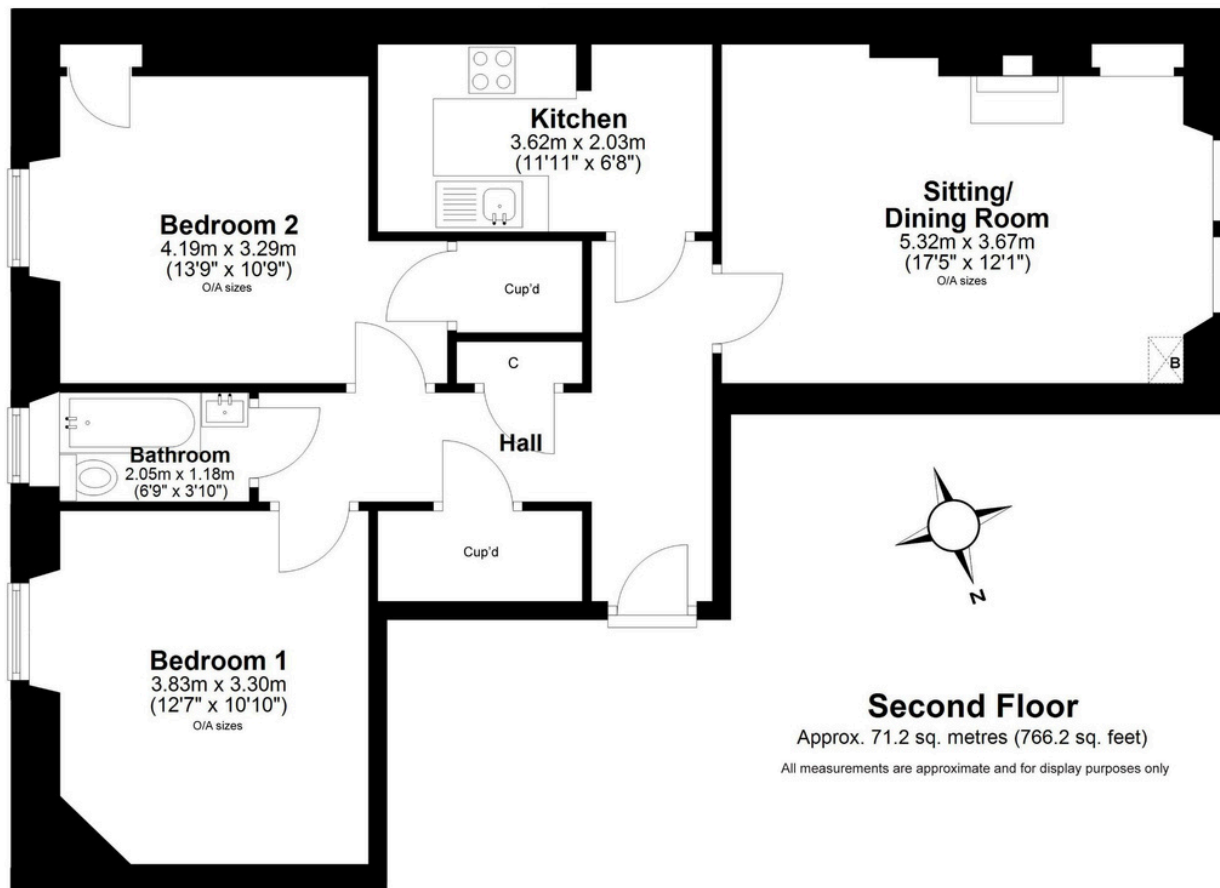 Kitchen
3.62m x 2.03m
(11'11" x 6'8")
Sitting/
Dining Room
5.32m x 3.67m
(17'5" x 12'1")
O/A sizes
Bedroom 2
4.19m x 3.29m
(13'9" x 10'9")
O/A sizes
Cup'd
C
B
Hall
Bathroom
2.05m x 1.18m
(6'9" x 3'10")
Cup'd
Bedroom 1
3.83m x 3.30m
(12'7" x 10'10")
O/A sizes
N
Second Floor
Approx. 71.2 sq. metres (766.2 sq. feet)
All measurements are approximate and for display purposes only